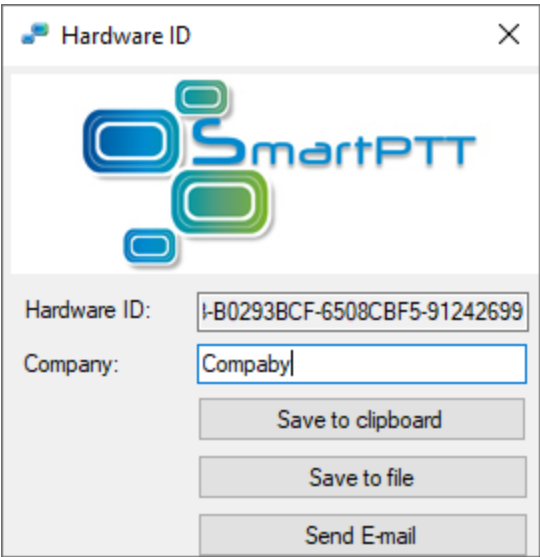 Hardware ID
SmartPTT
Hardware ID:
-B0293BCF-6508CBF5-91242699
Company:
Compaby
Save to clipboard
Save to file
Send E-mail